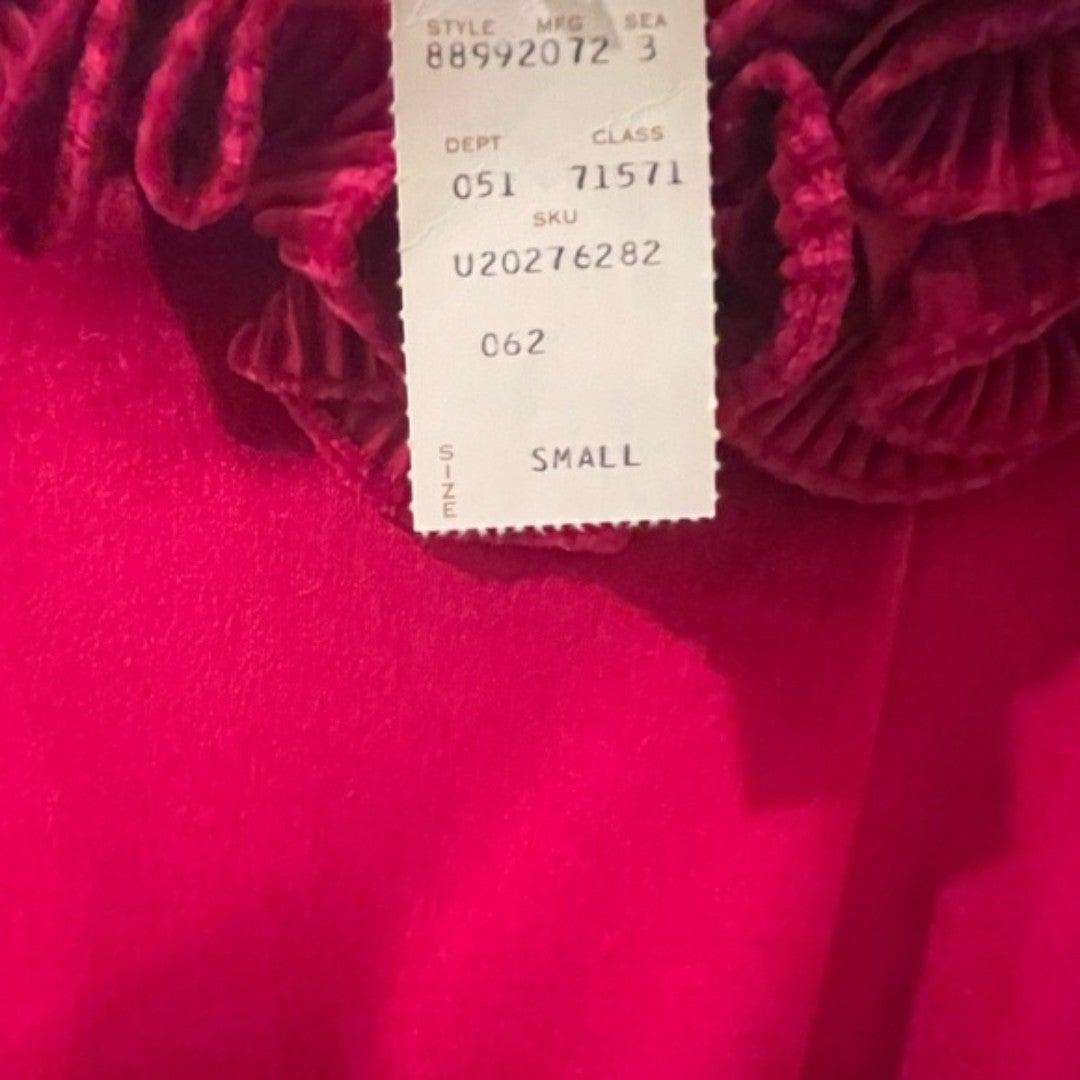 STYLE MFG SEA
88992072 3
DEPT CLASS
051 71571
SKU
U20276282
062
SIZE SMALL